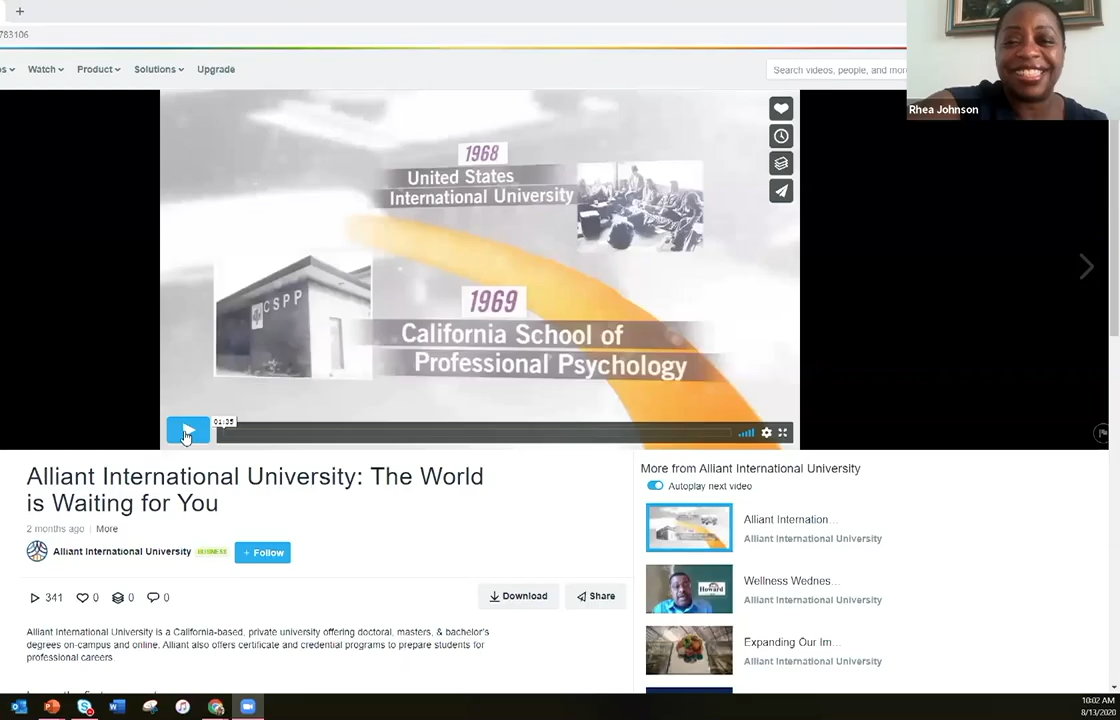 783106
os
Watch
Product
Solutions
Upgrade
Search videos, people, and more
Rhea Johnson
1968
United States
International University
CSPP
1969
California School of
Professional Psychology
01:35
Alliant International University: The World
is Waiting for You
2 months ago | More
Alliant International University BUSINESS + Follow
341 0 0 0
Download
Share
Alliant International University is a California-based, private university offering doctoral, masters, & bachelor's
degrees on-campus and online. Alliant also offers certificate and credential programs to prepare students for
professional careers.
More from Alliant International University
Autoplay next video
Alliant Internation...
Alliant International University
Howard
Wellness Wednes...
Alliant International University
Expanding Our Im...
Alliant International University
10:02 AM
8/13/2020